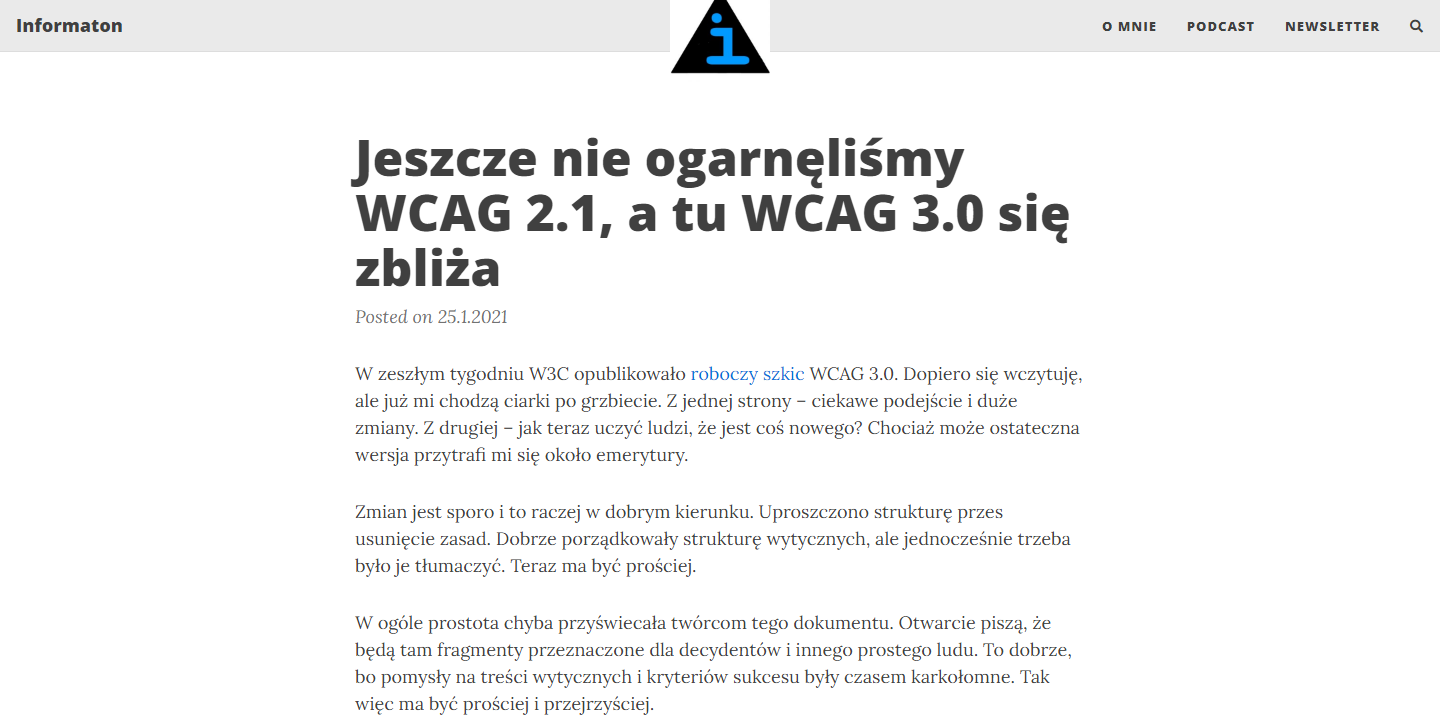 Informaton
i
O MNIE
PODCAST
NEWSLETTER
Jeszcze nie ogarnęliśmy
WCAG 2.1, a tu WCAG 3.0 się
zbliża
Posted on 25.1.2021
W zeszłym tygodniu W3C opublikowało roboczy szkic WCAG 3.0. Dopiero się wczytuję,
ale już mi chodzą ciarki po grzbiecie. Z jednej strony – ciekawe podejście i duże
zmiany. Z drugiej – jak teraz uczyć ludzi, że jest coś nowego? Chociaż może ostateczna
wersja przytrafi mi się około emerytury.
Zmian jest sporo i to raczej w dobrym kierunku. Uproszczono strukturę przes
usunięcie zasad. Dobrze porządkowały strukturę wytycznych, ale jednocześnie trzeba
było je tłumaczyć. Teraz ma być prościej.
W ogóle prostota chyba przyświecała twórcom tego dokumentu. Otwarcie piszą, że
będą tam fragmenty przeznaczone dla decydentów i innego prostego ludu. To dobrze,
bo pomysły na treści wytycznych i kryteriów sukcesu były czasem karkołomne. Tak
więc ma być prościej i przejrzyściej.